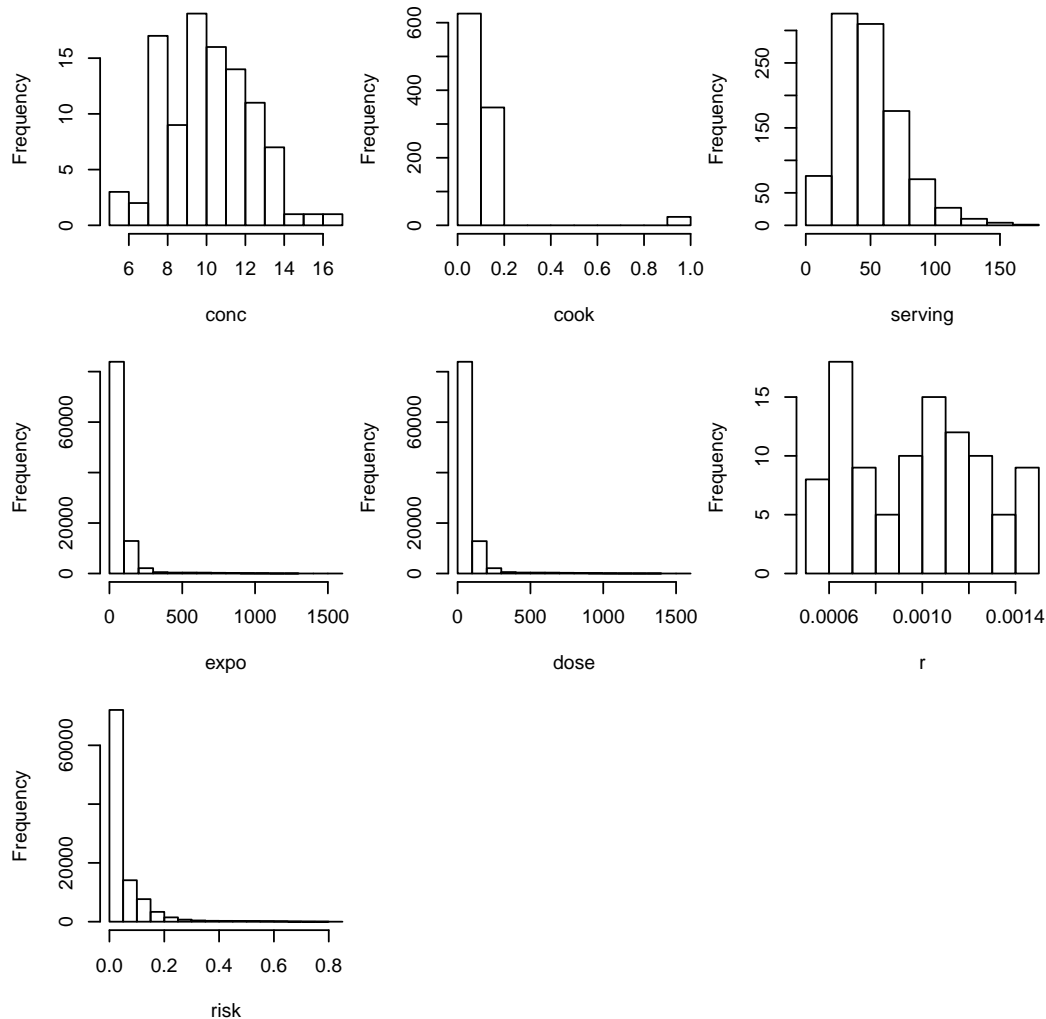 Frequency
0 5 10 15
6 8 10 12 14 16
conc
Frequency
0 200 400 600
0.0 0.2 0.4 0.6 0.8 1.0
cook
Frequency
0 50 150 250
0 50 100 150
serving
Frequency
0 20000 60000
0 500 1000 1500
expo
Frequency
0 20000 60000
0 500 1000 1500
dose
Frequency
0 5 10 15
0.0006 0.0010 0.0014
r
Frequency
0 20000 60000
0.0 0.2 0.4 0.6 0.8
risk